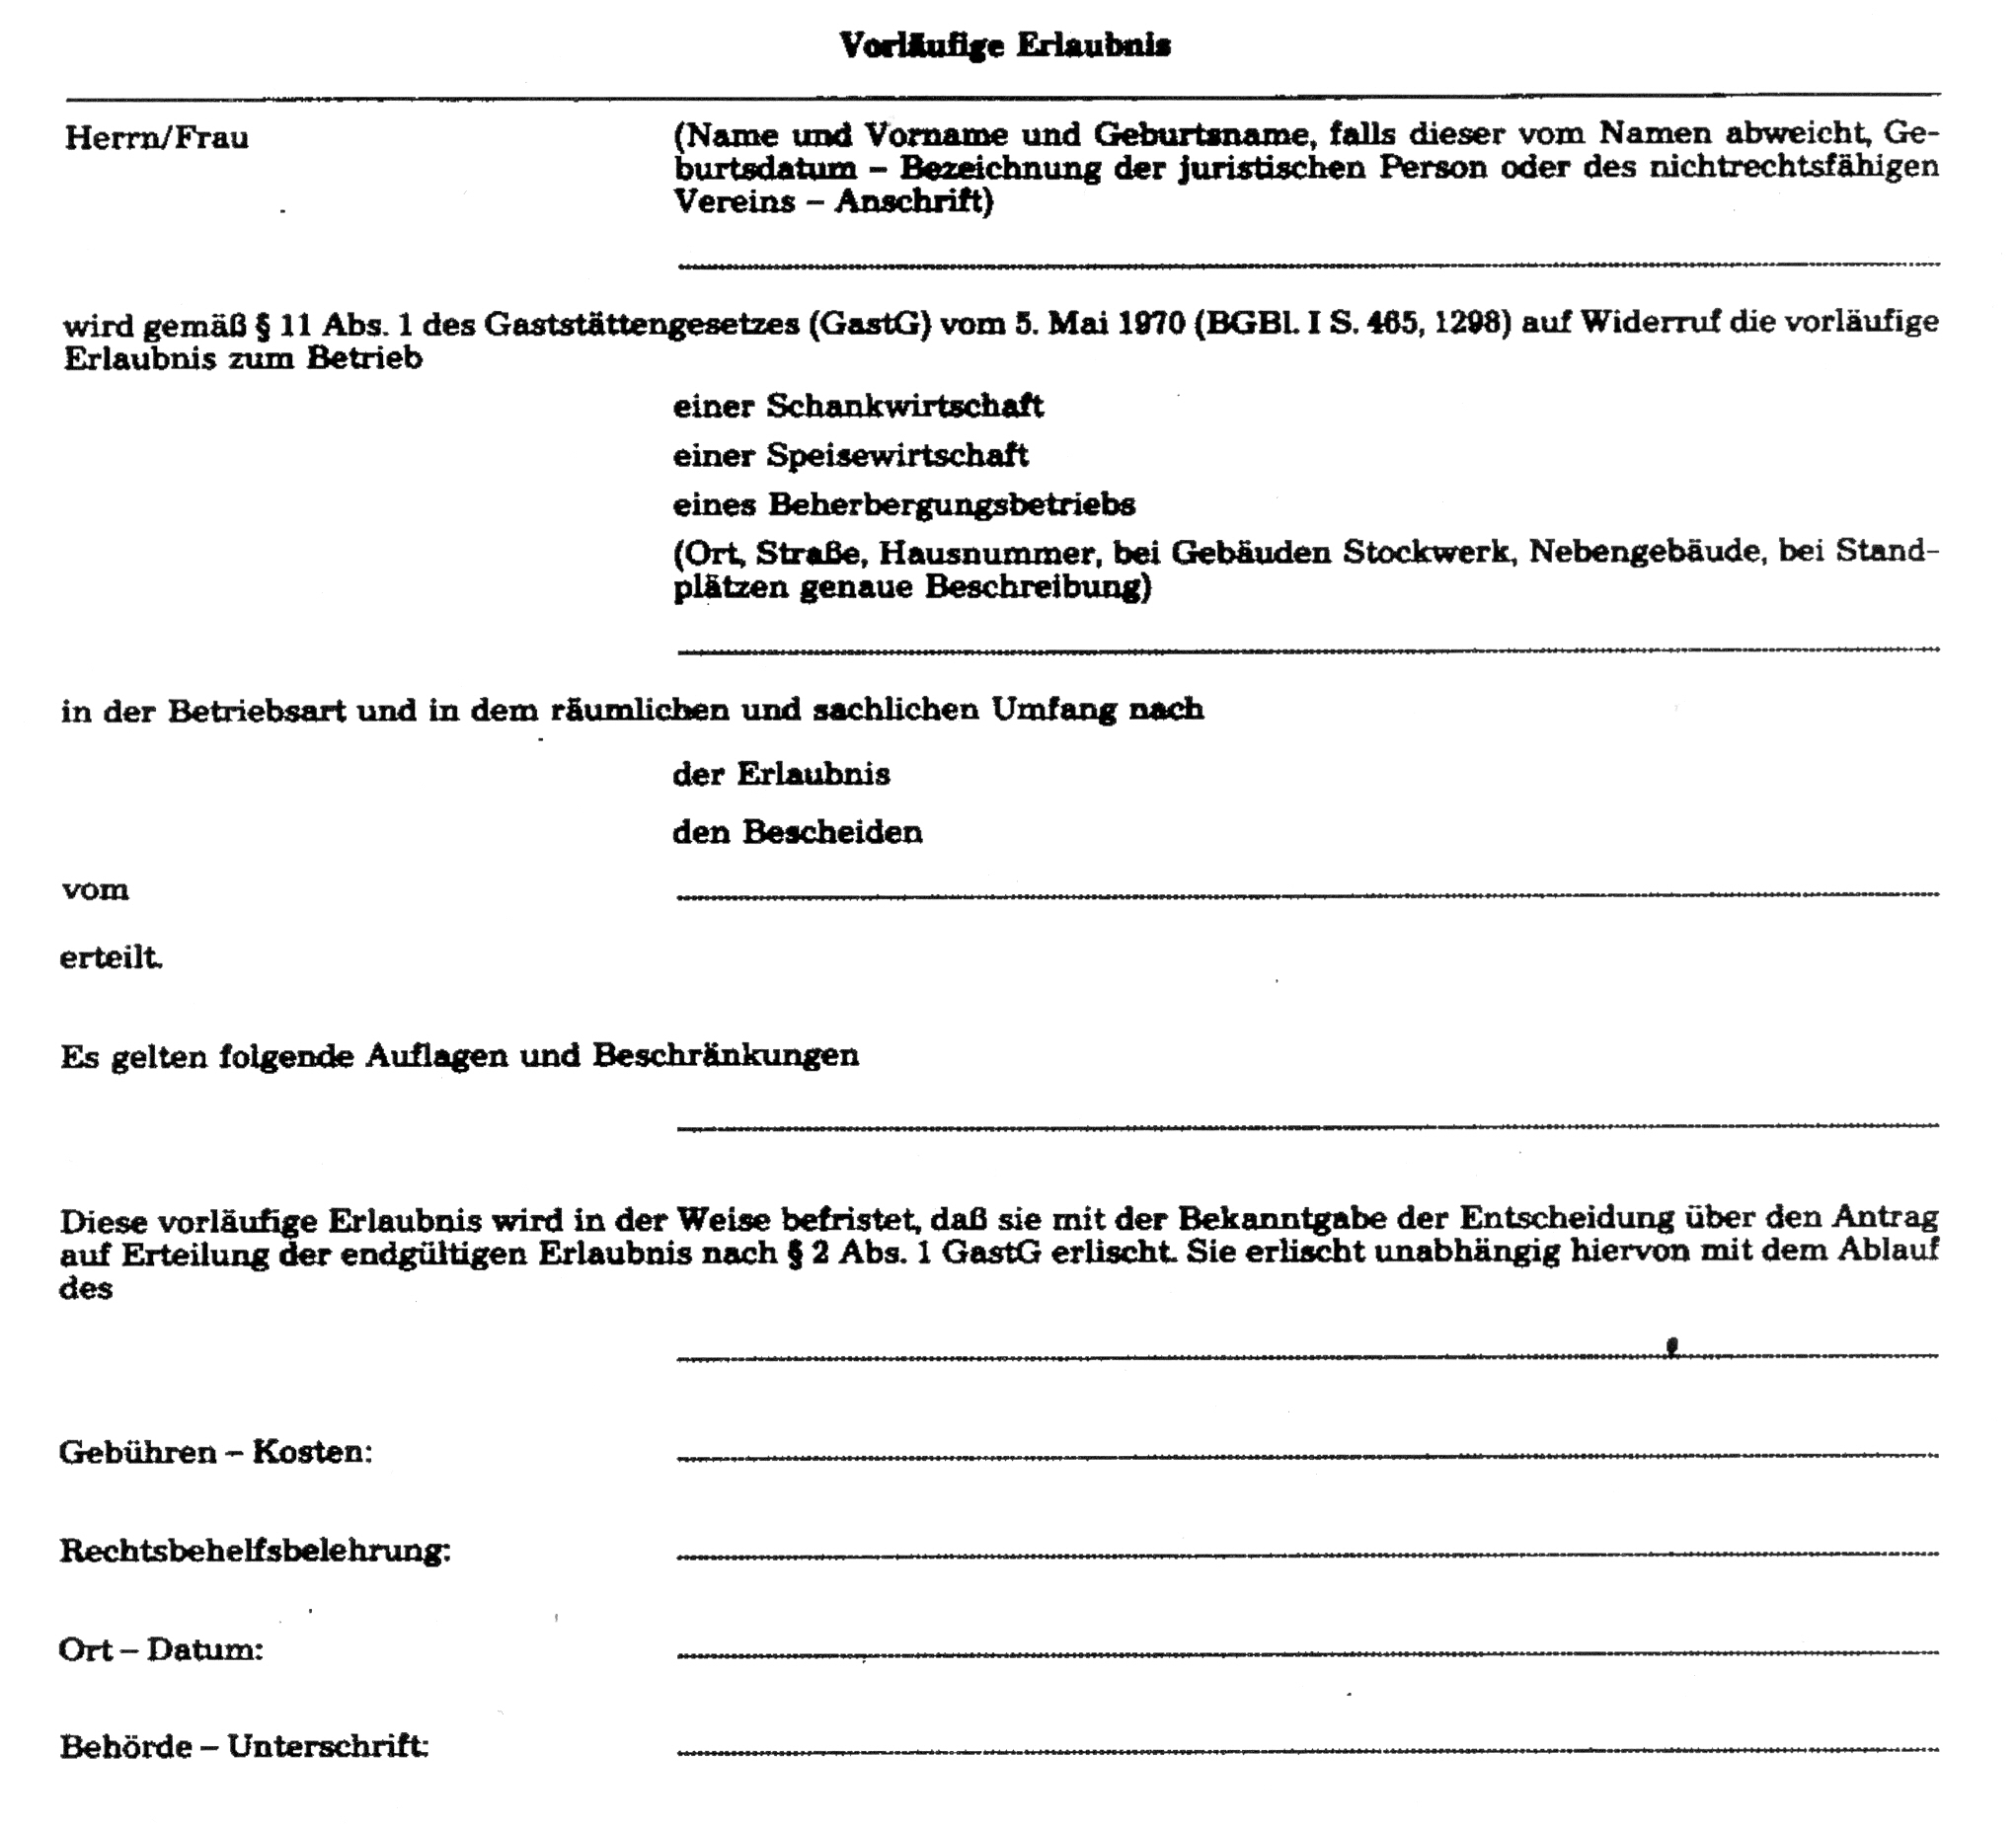 Vorläufige Erlaubnis
Herrn/Frau
(Name und Vorname und Geburtsname, falls dieser vom Namen abweicht, Ge-
burtsdatum – Bezeichnung der juristischen Person oder des nichtrechtsfähigen
Vereins – Anschrift)
wird gemäß § 11 Abs. 1 des Gaststättengesetzes (GastG) vom 5. Mai 1970 (BGBl. I S. 465, 1298) auf Widerruf die vorläufige
Erlaubnis zum Betrieb
einer Schankwirtschaft
einer Speisewirtschaft
eines Beherbergungsbetriebs
(Ort, Straße, Hausnummer, bei Gebäuden Stockwerk, Nebengebäude, bei Stand-
plätzen genaue Beschreibung)
in der Betriebsart und in dem räumlichen und sachlichen Umfang nach
der Erlaubnis
den Bescheiden
vom
erteilt.
Es gelten folgende Auflagen und Beschränkungen
Diese vorläufige Erlaubnis wird in der Weise befristet, daß sie mit der Bekanntgabe der Entscheidung über den Antrag
auf Erteilung der endgültigen Erlaubnis nach § 2 Abs. 1 GastG erlischt. Sie erlischt unabhängig hiervon mit dem Ablauf
des
Gebühren – Kosten:
Rechtsbehelfsbelehrung:
Ort – Datum:
Behörde – Unterschrift: